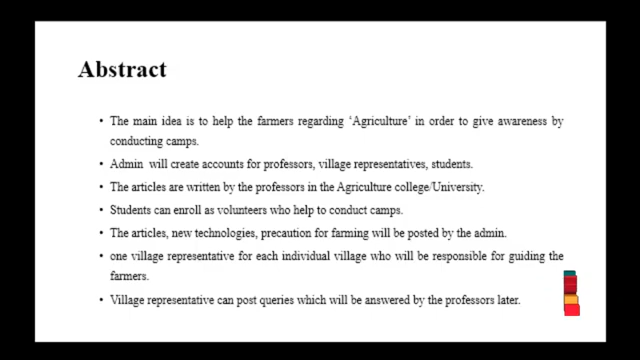 Abstract
• The main idea is to help the farmers regarding ‘Agriculture’ in order to give awareness by
conducting camps.
• Admin will create accounts for professors, village representatives, students.
• The articles are written by the professors in the Agriculture college/University.
• Students can enroll as volunteers who help to conduct camps.
• The articles, new technologies, precaution for farming will be posted by the admin.
• one village representative for each individual village who will be responsible for guiding the
farmers.
• Village representative can post queries which will be answered by the professors later.